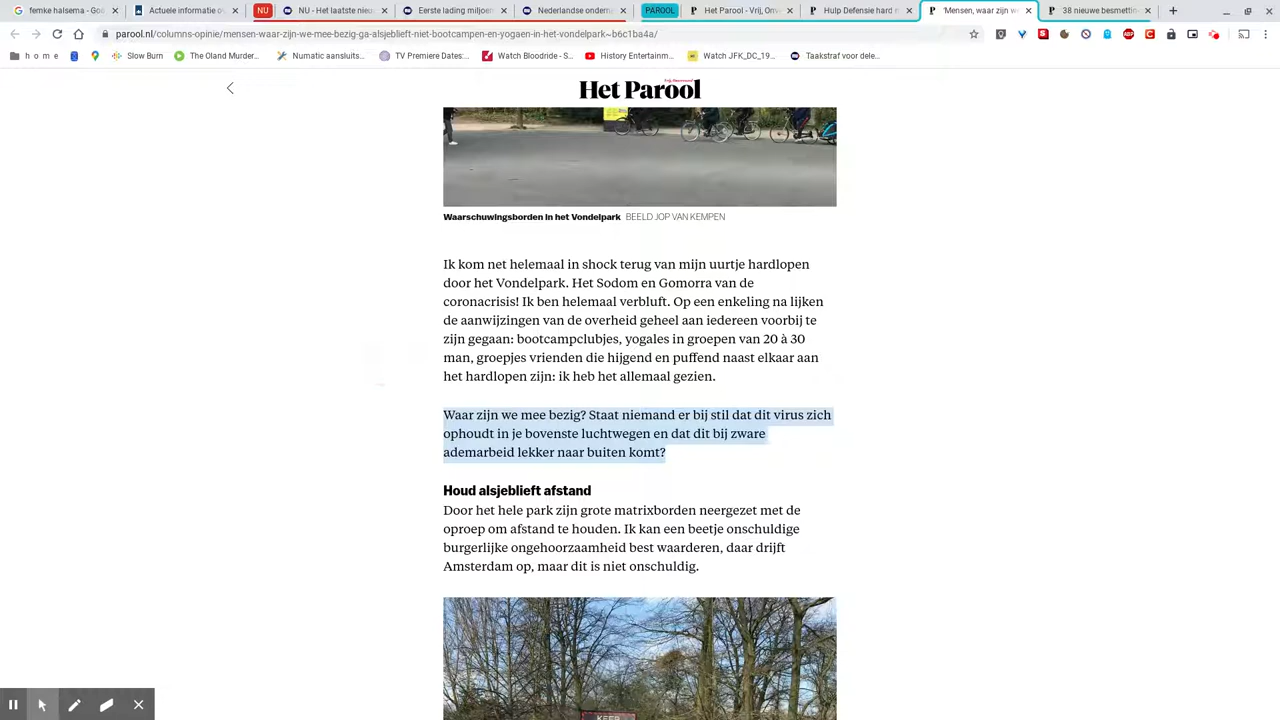 femke halsema - Goo
Actuele informatie ov
NU
NU - Het laatste nieuw
Eerste lading miljoen
Nederlandse ondern
PAROOL
Het Parool - Vrij, Onv
Hulp Defensie hard n
'Mensen, waar zijn we
38 nieuwe besmettin
parool.nl/columns-opinie/mensen-waar-zijn-we-mee-bezig-ga-alsjeblieft-niet-bootcampen-en-yogaen-in-het-vondelpark~b6c1ba4a/
h o m e
Slow Burn
The Oland Murder...
Numatic aansluits...
TV Premiere Dates:...
Watch Bloodride - S...
History Entertainm...
Watch JFK_DC_19...
Taakstraf voor dele...
Vrij, Onverveerd
Het Parool
Waarschuwingsborden in het Vondelpark BEELD JOP VAN KEMPEN
Ik kom net helemaal in shock terug van mijn uurtje hardlopen
door het Vondelpark. Het Sodom en Gomorra van de
coronacrisis! Ik ben helemaal verbluft. Op een enkeling na lijken
de aanwijzingen van de overheid geheel aan iedereen voorbij te
zijn gegaan: bootcampclubjes, yogales in groepen van 20 à 30
man, groepjes vrienden die hijgend en puffend naast elkaar aan
het hardlopen zijn: ik heb het allemaal gezien.
Waar zijn we mee bezig? Staat niemand er bij stil dat dit virus zich
ophoudt in je bovenste luchtwegen en dat dit bij zware
ademarbeid lekker naar buiten komt?
Houd alsjeblieft afstand
Door het hele park zijn grote matrixborden neergezet met de
oproep om afstand te houden. Ik kan een beetje onschuldige
burgerlijke ongehoorzaamheid best waarderen, daar drijft
Amsterdam op, maar dit is niet onschuldig.
KEEP